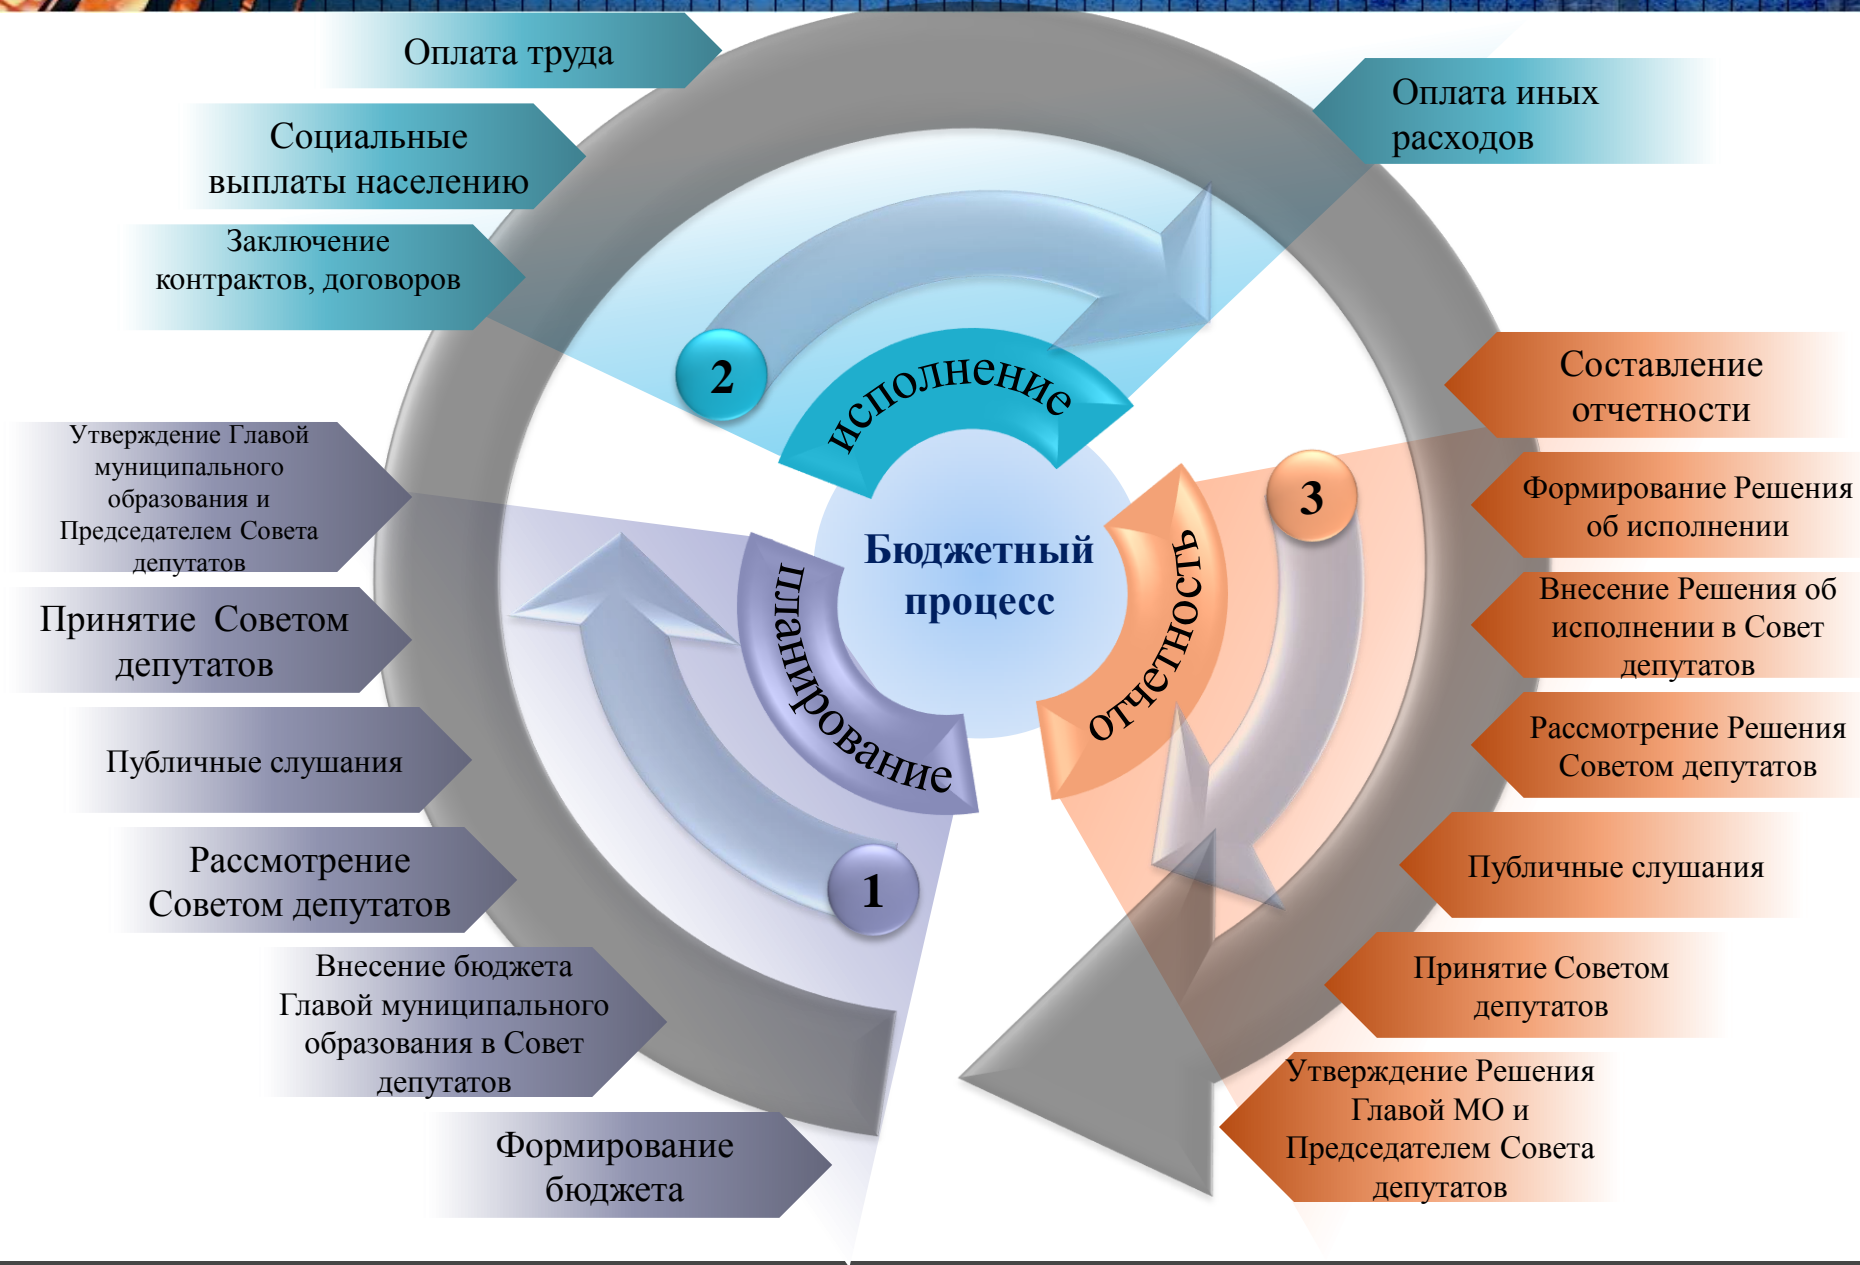 Оплата труда
Социальные
выплаты населению
Заключение
контрактов, договоров
Оплата иных
расходов
2
исполнение
Утверждение Главой
муниципального
образования и
Председателем Совета
депутатов
Принятие Советом
депутатов
Публичные слушания
Рассмотрение
Советом депутатов
Внесение бюджета
Главой муниципального
образования в Совет
депутатов
Формирование
бюджета
1
планирование
Бюджетный
процесс
отчетность
3
Составление
отчетности
Формирование Решения
об исполнении
Внесение Решения об
исполнении в Совет
депутатов
Рассмотрение Решения
Советом депутатов
Публичные слушания
Принятие Советом
депутатов
Утверждение Решения
Главой МО и
Председателем Совета
депутатов